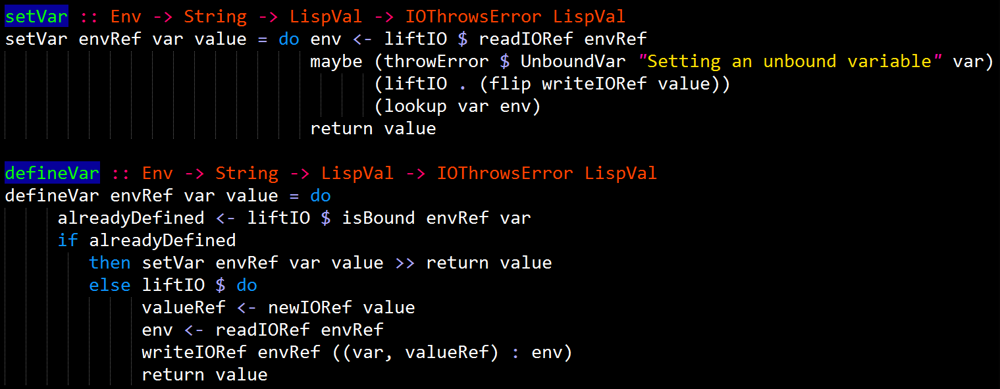 setVar :: Env -> String -> LispVal -> IOThrowsError LispVal
setVar envRef var value = do env <- liftIO $ readIORef envRef
                             maybe (throwError $ UnboundVar "Setting an unbound variable" var)
                                   (liftIO . (flip writeIORef value))
                                   (lookup var env)
                             return value

defineVar :: Env -> String -> LispVal -> IOThrowsError LispVal
defineVar envRef var value = do
     alreadyDefined <- liftIO $ isBound envRef var
     if alreadyDefined
        then setVar envRef var value >> return value
        else liftIO $ do
             valueRef <- newIORef value
             env <- readIORef envRef
             writeIORef envRef ((var, valueRef) : env)
             return value